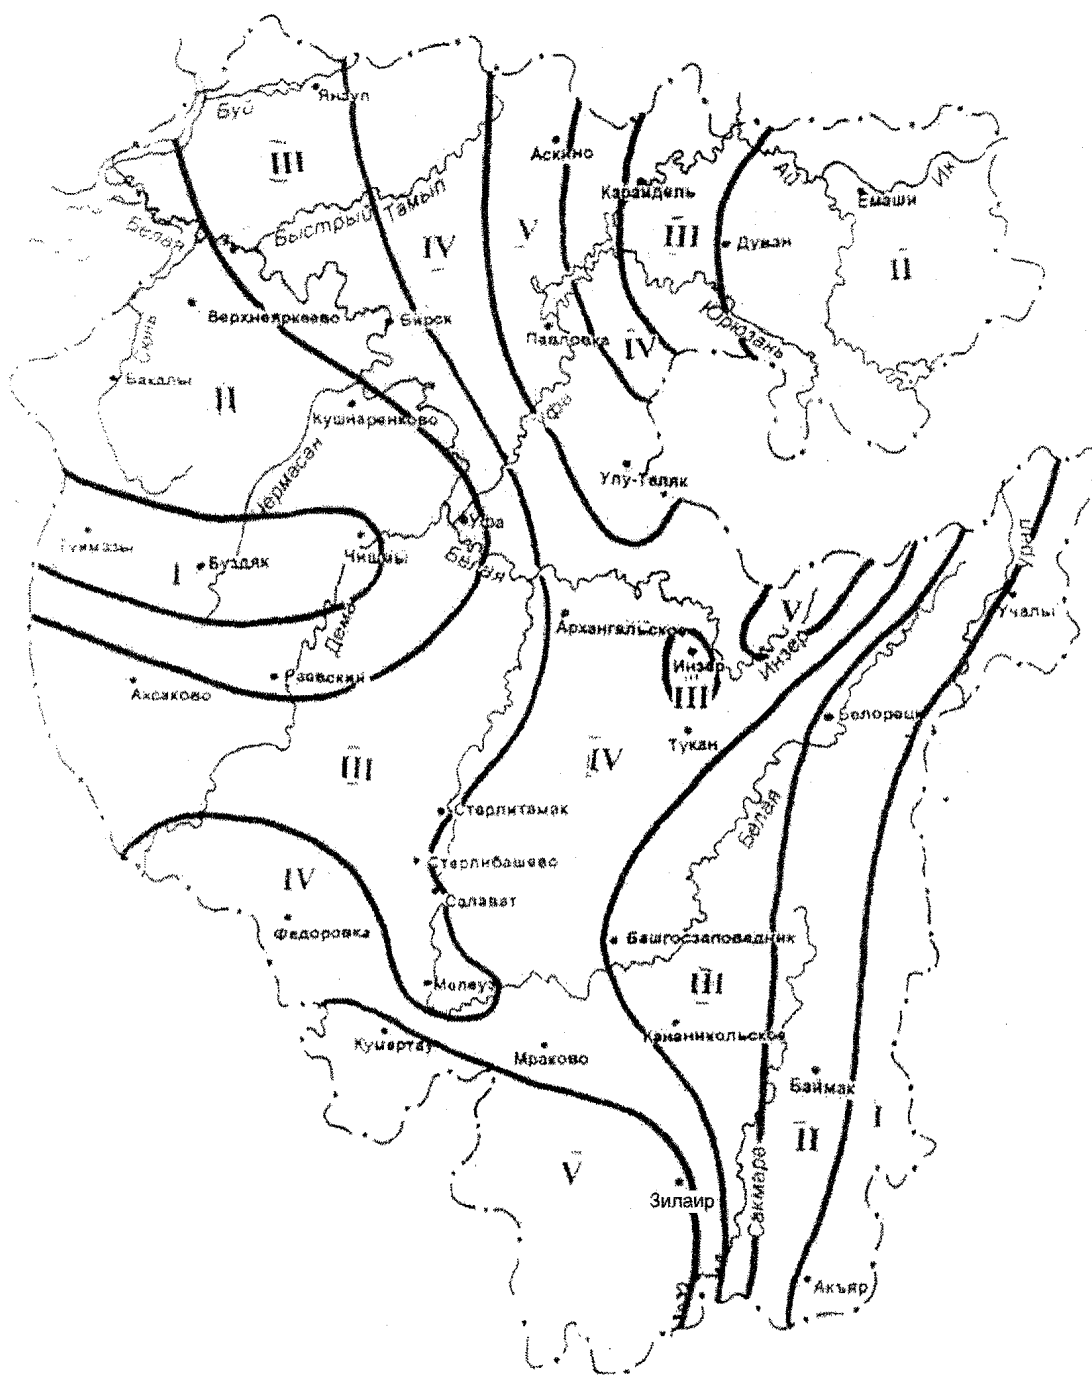 Буй
Янаул
III
Аскино
Караидель
Ай
Ик
Емаши
Белая
Быстрый Танып
IV
V
III
Дуван
II
Верхнеяркеево
Бирск
Сюнь
Павловка
IV
Юрюзань
Бакалы
II
Кушнаренково
Уфа
Чермасан
Улу-Теляк
Туймазы
Буздяк
I
Чишмы
Уфа
Белая
Урал
Учалы
Дема
Архангельское
V
Инзер
Инзер
III
Аксаково
Раевский
Тукан
Белорецк
III
IV
Белая
Стерлитамак
Стерлибашево
IV
Салават
Федоровка
Башгосзаповедник
III
Мелеуз
Кананикольское
Кумертау
Мраково
Баймак
I
II
V
Зилаир
Сакмара
Акъяр